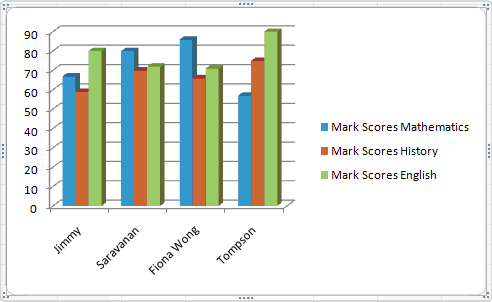 90
80
70
60
50
40
30
20
10
0
Jimmy
Saravanan
Fiona Wong
Tompson
Mark Scores Mathematics
Mark Scores History
Mark Scores English